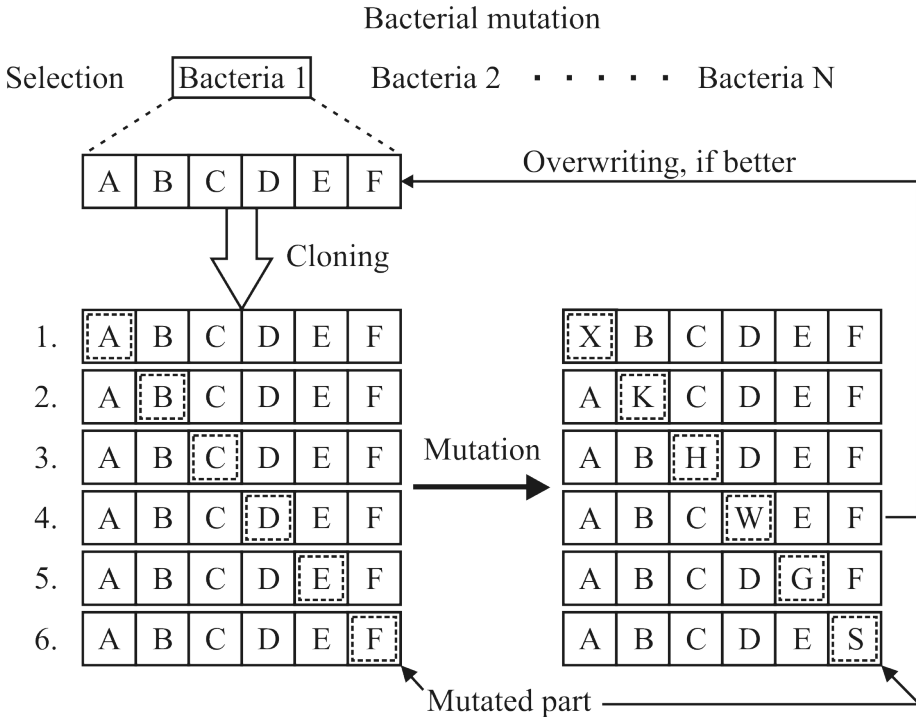 Bacterial mutation
Selection Bacteria 1 Bacteria 2 · · · · · · Bacteria N
A B C D E F
Overwriting, if better
Cloning
1. A B C D E F X B C D E F
2. A B C D E F A K C D E F
3. A B C D E F A B H D E F
Mutation
4. A B C D E F A B C W E F
5. A B C D E F A B C D G F
6. A B C D E F A B C D E S
Mutated part